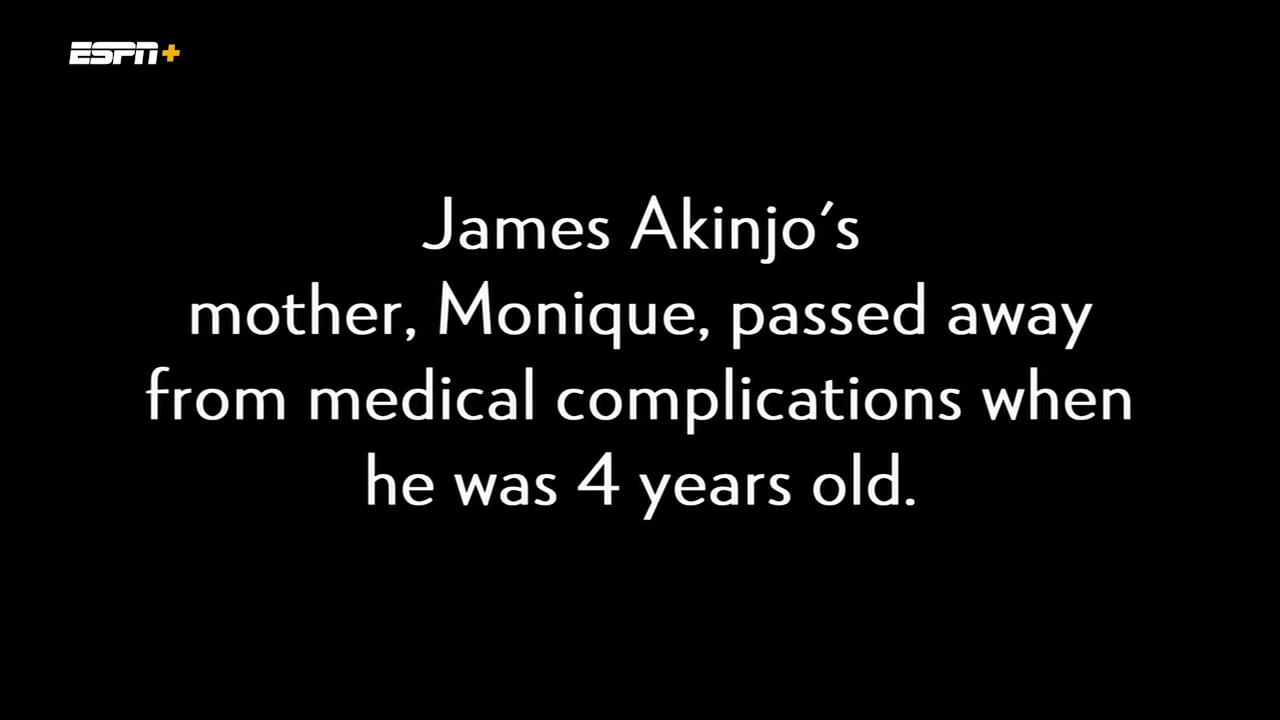 ESPN+
James Akinjo's
mother, Monique, passed away
from medical complications when
he was 4 years old.